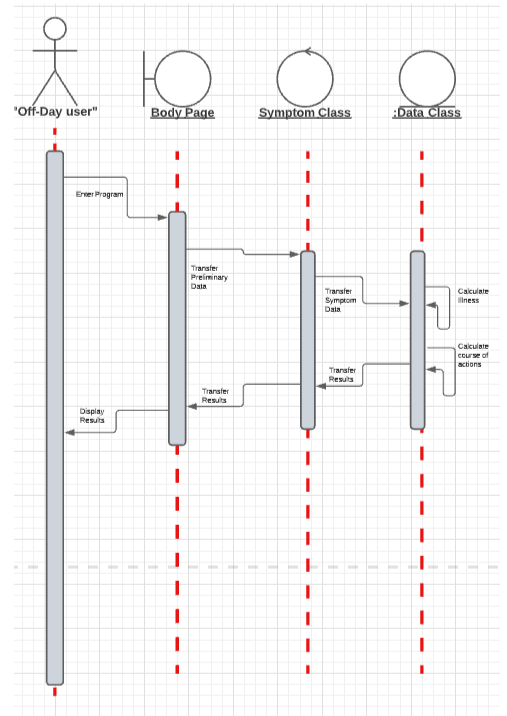 "Off-Day user"
Body Page
Symptom Class
:Data Class
Enter Program
Transfer
Preliminary
Data
Transfer
Symptom
Data
Calculate
Illness
Calculate
course of
actions
Transfer
Results
Transfer
Results
Display
Results